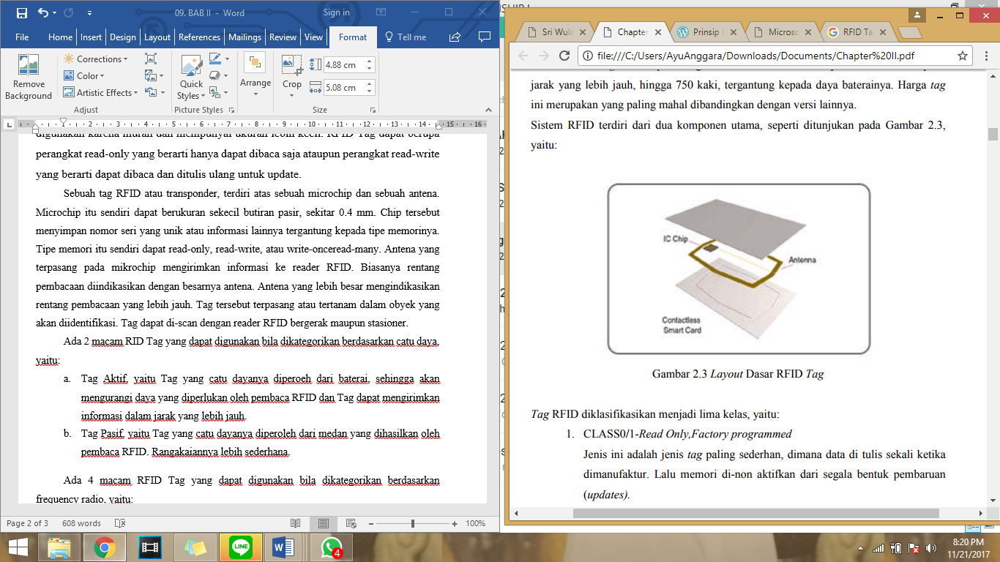 09. BAB II - Word
Sign in
File Home Insert Design Layout References Mailings Review View Format Tell me
Remove Background
Corrections
Color
Artistic Effects
Adjust
Quick Styles
Picture Styles
Arrange
Crop
4.88 cm
5.08 cm
Size
digunakan karena murah dan mempunyai ukuran lebih kecil. RFID Tag dapat berupa
perangkat read-only yang berarti hanya dapat dibaca saja ataupun perangkat read-write
yang berarti dapat dibaca dan ditulis ulang untuk update.
Sebuah tag RFID atau transponder, terdiri atas sebuah microchip dan sebuah antena.
Microchip itu sendiri dapat berukuran sekecil butiran pasir, sekitar 0.4 mm. Chip tersebut
menyimpan nomor seri yang unik atau informasi lainnya tergantung kepada tipe memorinya.
Tipe memori itu sendiri dapat read-only, read-write, atau write-onceread-many. Antena yang
terpasang pada mikrochip mengirimkan informasi ke reader RFID. Biasanya rentang
pembacaan diindikasikan dengan besarnya antena. Antena yang lebih besar mengindikasikan
rentang pembacaan yang lebih jauh. Tag tersebut terpasang atau tertanam dalam obyek yang
akan diidentifikasi. Tag dapat di-scan dengan reader RFID bergerak maupun stasioner.
Ada 2 macam RID Tag yang dapat digunakan bila dikategorikan berdasarkan catu daya,
yaitu:
a. Tag Aktif, yaitu Tag yang catu dayanya diperoeh dari baterai, sehingga akan
mengurangi daya yang diperlukan oleh pembaca RFID dan Tag dapat mengirimkan
informasi dalam jarak yang lebih jauh.
b. Tag Pasif, yaitu Tag yang catu dayanya diperoleh dari medan yang dihasilkan oleh
pembaca RFID. Rangakaiannya lebih sederhana.
Ada 4 macam RFID Tag yang dapat digunakan bila dikategorikan berdasarkan
frequency radio, yaitu:
Page 2 of 3 608 words 100%
Sri Wula
Chapter
Prinsip
Microsc
RFID Ta
file:///C:/Users/AyuAnggara/Downloads/Documents/Chapter%20II.pdf
jarak yang lebih jauh, hingga 750 kaki, tergantung kepada daya baterainya. Harga tag
ini merupakan yang paling mahal dibandingkan dengan versi lainnya.
Sistem RFID terdiri dari dua komponen utama, seperti ditunjukan pada Gambar 2.3,
yaitu:
IC Chip
Antenna
Contactless
Smart Card
Gambar 2.3 Layout Dasar RFID Tag
Tag RFID diklasifikasikan menjadi lima kelas, yaitu:
1. CLASS0/1-Read Only,Factory programmed
Jenis ini adalah jenis tag paling sederhan, dimana data di tulis sekali ketika
dimanufaktur. Lalu memori di-non aktifkan dari segala bentuk pembaruan
(updates).
LINE
4
8:20 PM
11/21/2017